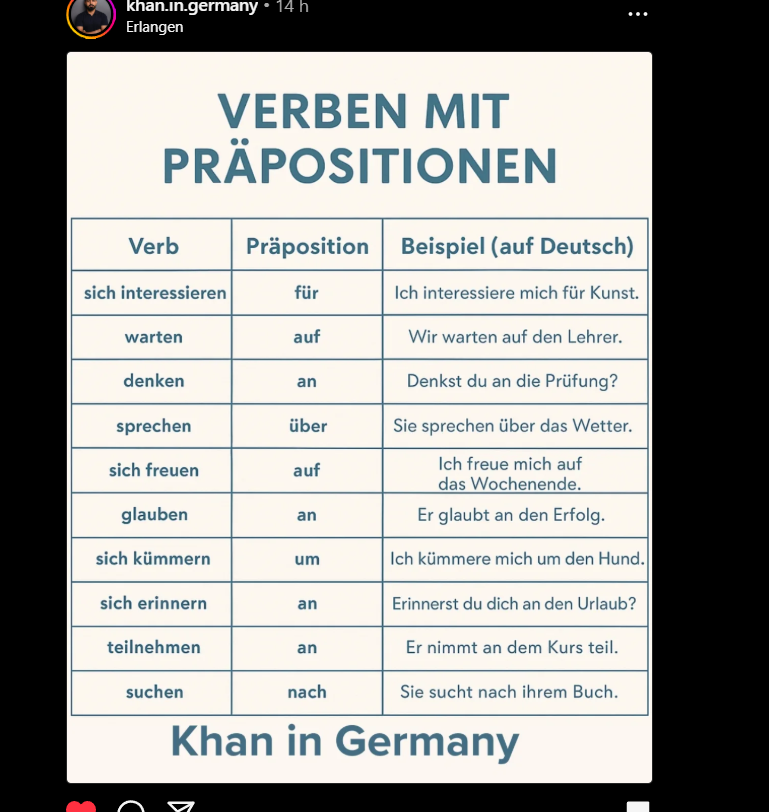 khan.in.germany • 14 h
Erlangen
VERBEN MIT
PRÄPOSITIONEN
Verb Präposition Beispiel (auf Deutsch)
sich interessieren für Ich interessiere mich für Kunst.
warten auf Wir warten auf den Lehrer.
denken an Denkst du an die Prüfung?
sprechen über Sie sprechen über das Wetter.
sich freuen auf Ich freue mich auf
das Wochenende.
glauben an Er glaubt an den Erfolg.
sich kümmern um Ich kümmere mich um den Hund.
sich erinnern an Erinnerst du dich an den Urlaub?
teilnehmen an Er nimmt an dem Kurs teil.
suchen nach Sie sucht nach ihrem Buch.
Khan in Germany